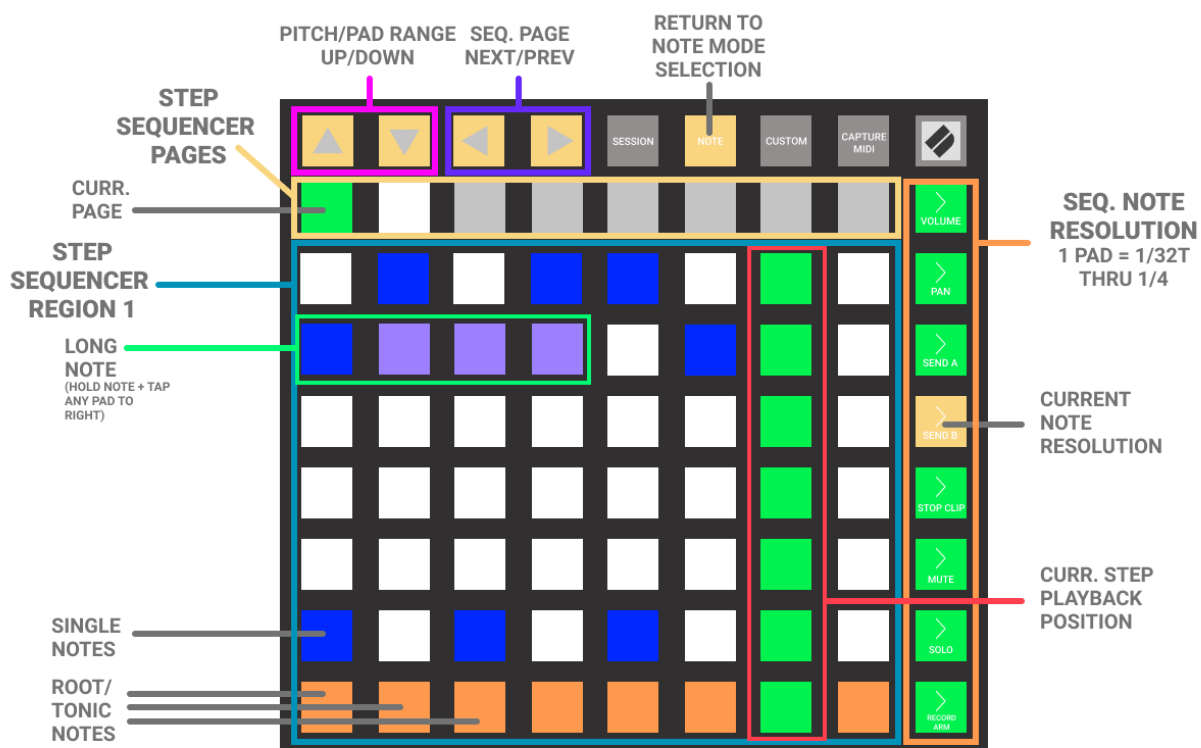 PITCH/PAD RANGE
UP/DOWN
SEQ. PAGE
NEXT/PREV
RETURN TO
NOTE MODE
SELECTION
STEP
SEQUENCER
PAGES
SESSION
NOTE
CUSTOM
CAPTURE
MIDI
CURR.
PAGE
VOLUME
SEQ. NOTE
RESOLUTION
1 PAD = 1/32T
THRU 1/4
STEP
SEQUENCER
REGION 1
PAN
LONG
NOTE
(HOLD NOTE + TAP
ANY PAD TO
RIGHT)
SEND A
SEND B
CURRENT
NOTE
RESOLUTION
STOP CLIP
MUTE
CURR. STEP
PLAYBACK
POSITION
SINGLE
NOTES
SOLO
ROOT/
TONIC
NOTES
RECORD
ARM